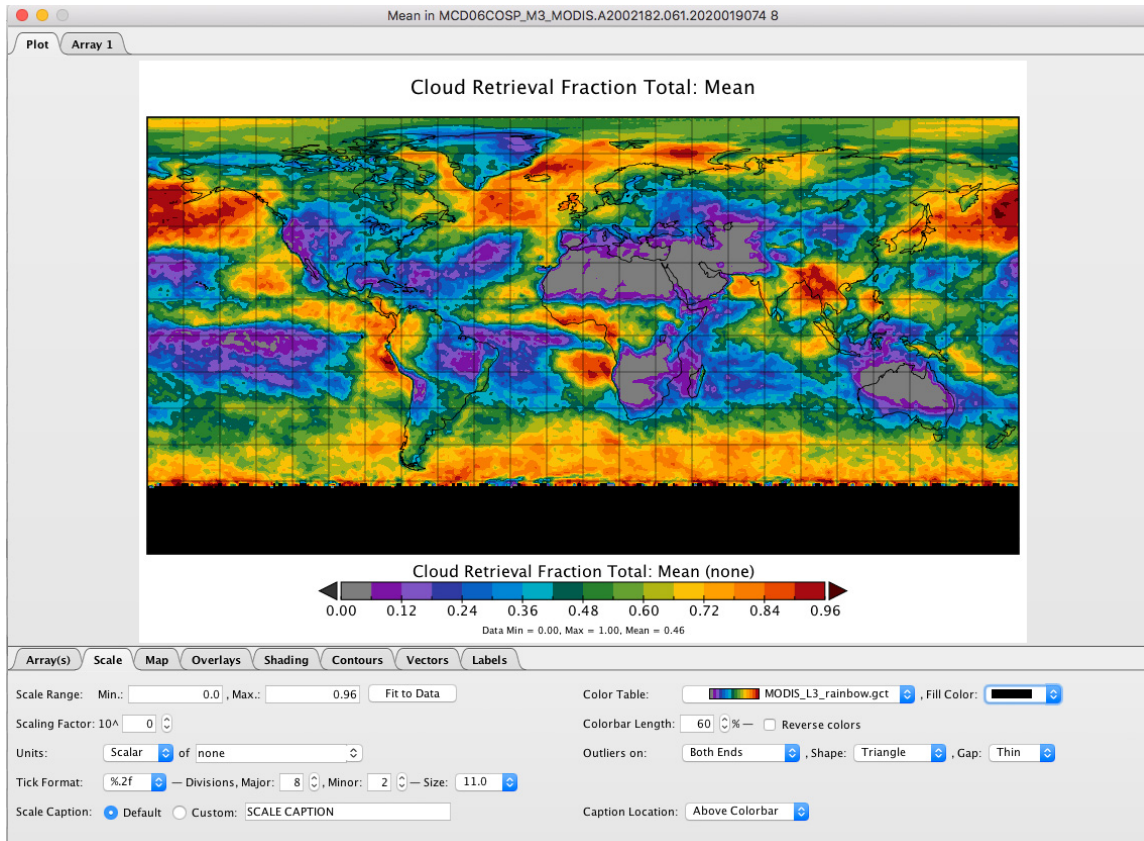 Mean in MCD06COSP_M3_MODIS.A2002182.061.2020019074 8
Plot Array 1
Cloud Retrieval Fraction Total: Mean
Cloud Retrieval Fraction Total: Mean (none)
0.00 0.12 0.24 0.36 0.48 0.60 0.72 0.84 0.96
Data Min = 0.00, Max = 1.00, Mean = 0.46
Array(s) Scale Map Overlays Shading Contours Vectors Labels
Scale Range: Min.: 0.0 , Max.: 0.96 Fit to Data Color Table: MODIS_L3_rainbow.gct , Fill Color:
Scaling Factor: 10^ 0 Colorbar Length: 60 % — Reverse colors
Units: Scalar of none Outliers on: Both Ends , Shape: Triangle , Gap: Thin
Tick Format: %.2f — Divisions, Major: 8 , Minor: 2 — Size: 11.0
Scale Caption: Default Custom: SCALE CAPTION Caption Location: Above Colorbar